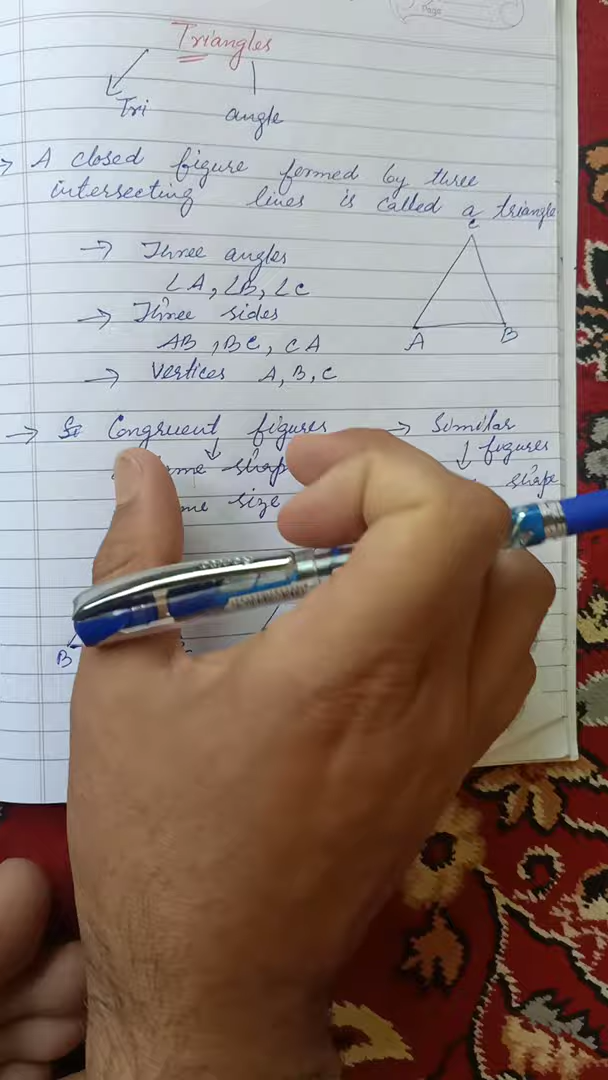 Triangles
Tri angle
→ A closed figure formed by three
intersecting lines is called a triangle
→ Three angles
∠A, ∠B, ∠C
→ Three sides
AB, BC, CA
→ Vertices A, B, C
C
A B
→ Congruent figures → Similar
figures
shape
shape
size
B